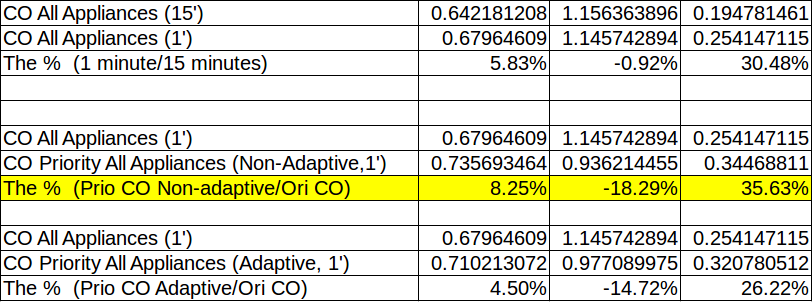 CO All Appliances (15') 0.642181208 1.156363896 0.194781461
CO All Appliances (1') 0.67964609 1.145742894 0.254147115
The % (1 minute/15 minutes) 5.83% -0.92% 30.48%
CO All Appliances (1') 0.67964609 1.145742894 0.254147115
CO Priority All Appliances (Non-Adaptive,1') 0.735693464 0.936214455 0.34468811
The % (Prio CO Non-adaptive/Ori CO) 8.25% -18.29% 35.63%
CO All Appliances (1') 0.67964609 1.145742894 0.254147115
CO Priority All Appliances (Adaptive, 1') 0.710213072 0.977089975 0.320780512
The % (Prio CO Adaptive/Ori CO) 4.50% -14.72% 26.22%